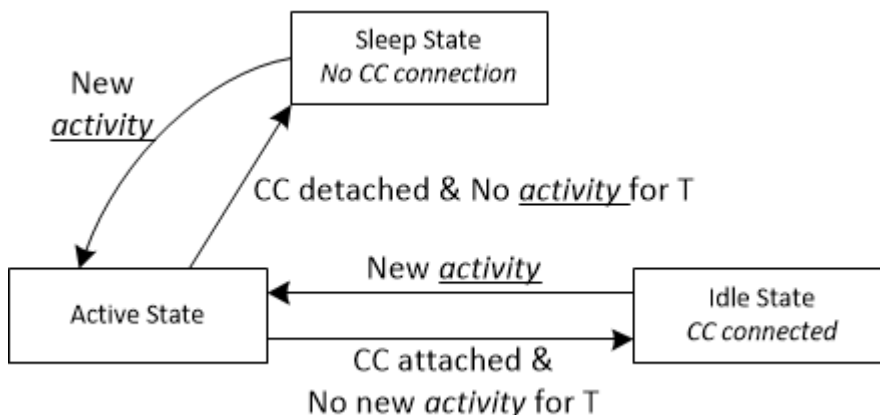 Sleep State
No CC connection
New
activity
CC detached & No activity for T
New activity
Active State
Idle State
CC connected
CC attached &
No new activity for T